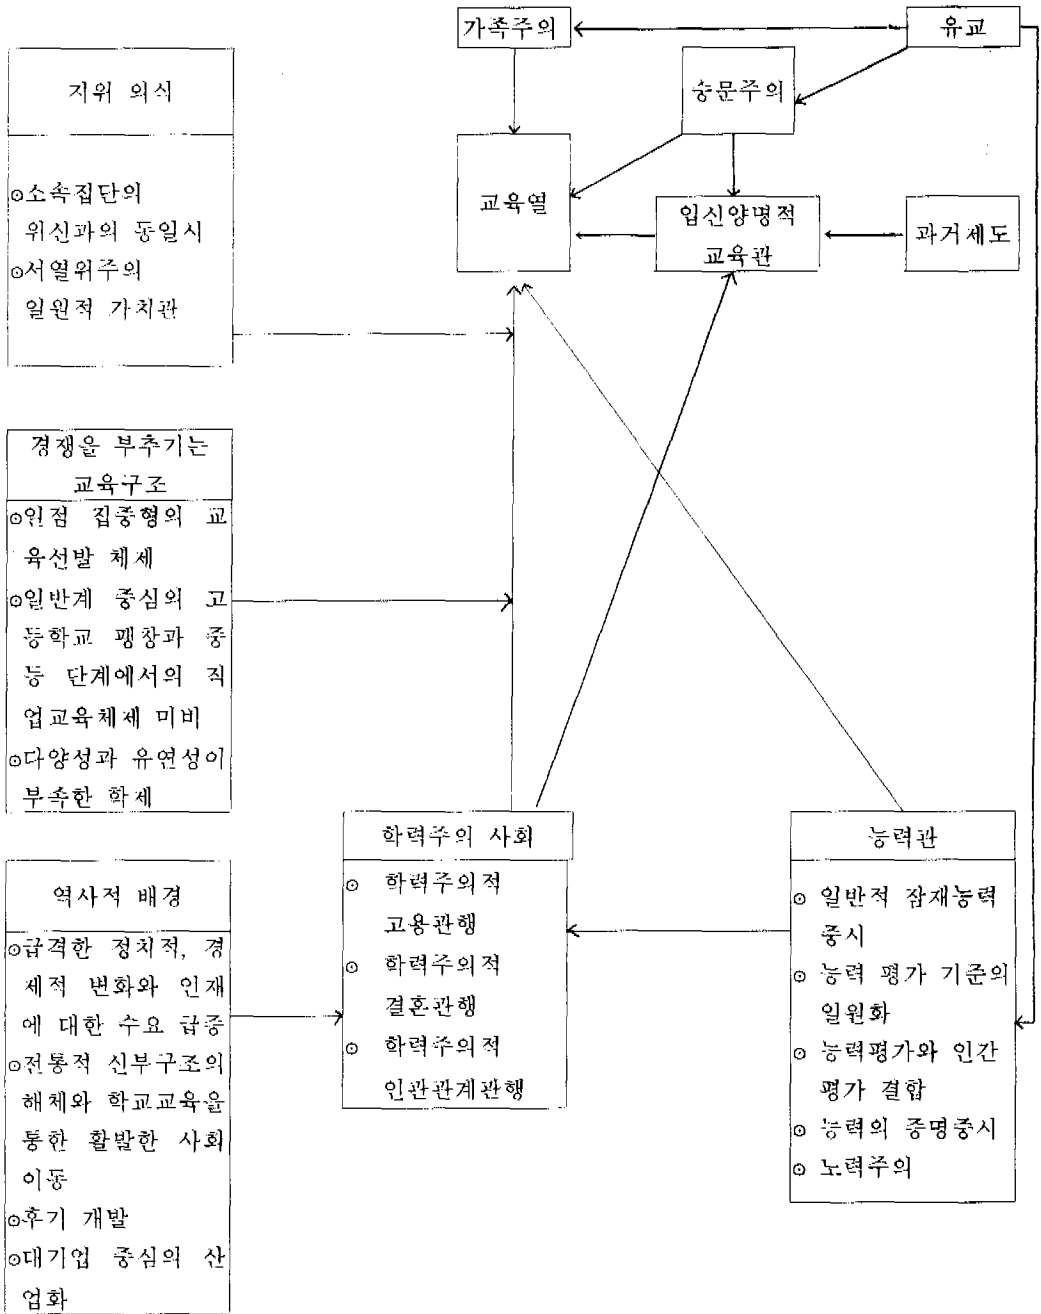 가족주의
유교
숭문주의
지위 의식
⊙소속집단의
위신과의 동일시
⊙서열위주의
일원적 가치관
교육열
입신양명적
교육관
과거제도
경쟁을 부추기는
교육구조
⊙일점 집중형의 교
육선발 체제
⊙일반계 중심의 고
등학교 팽창과 중
등 단계에서의 직
업교육체제 미비
⊙다양성과 유연성이
부족한 학제
역사적 배경
⊙급격한 정치적, 경
제적 변화와 인재
에 대한 수요 급증
⊙전통적 신부구조의
해체와 학교교육을
통한 활발한 사회
이동
⊙후기 개발
⊙대기업 중심의 산
업화
학력주의 사회
⊙ 학력주의적
고용관행
⊙ 학력주의적
결혼관행
⊙ 학력주의적
인관관계관행
능력관
⊙ 일반적 잠재능력
중시
⊙ 능력 평가 기준의
일원화
⊙ 능력평가와 인간
평가 결합
⊙ 능력의 증명중시
⊙ 노력주의